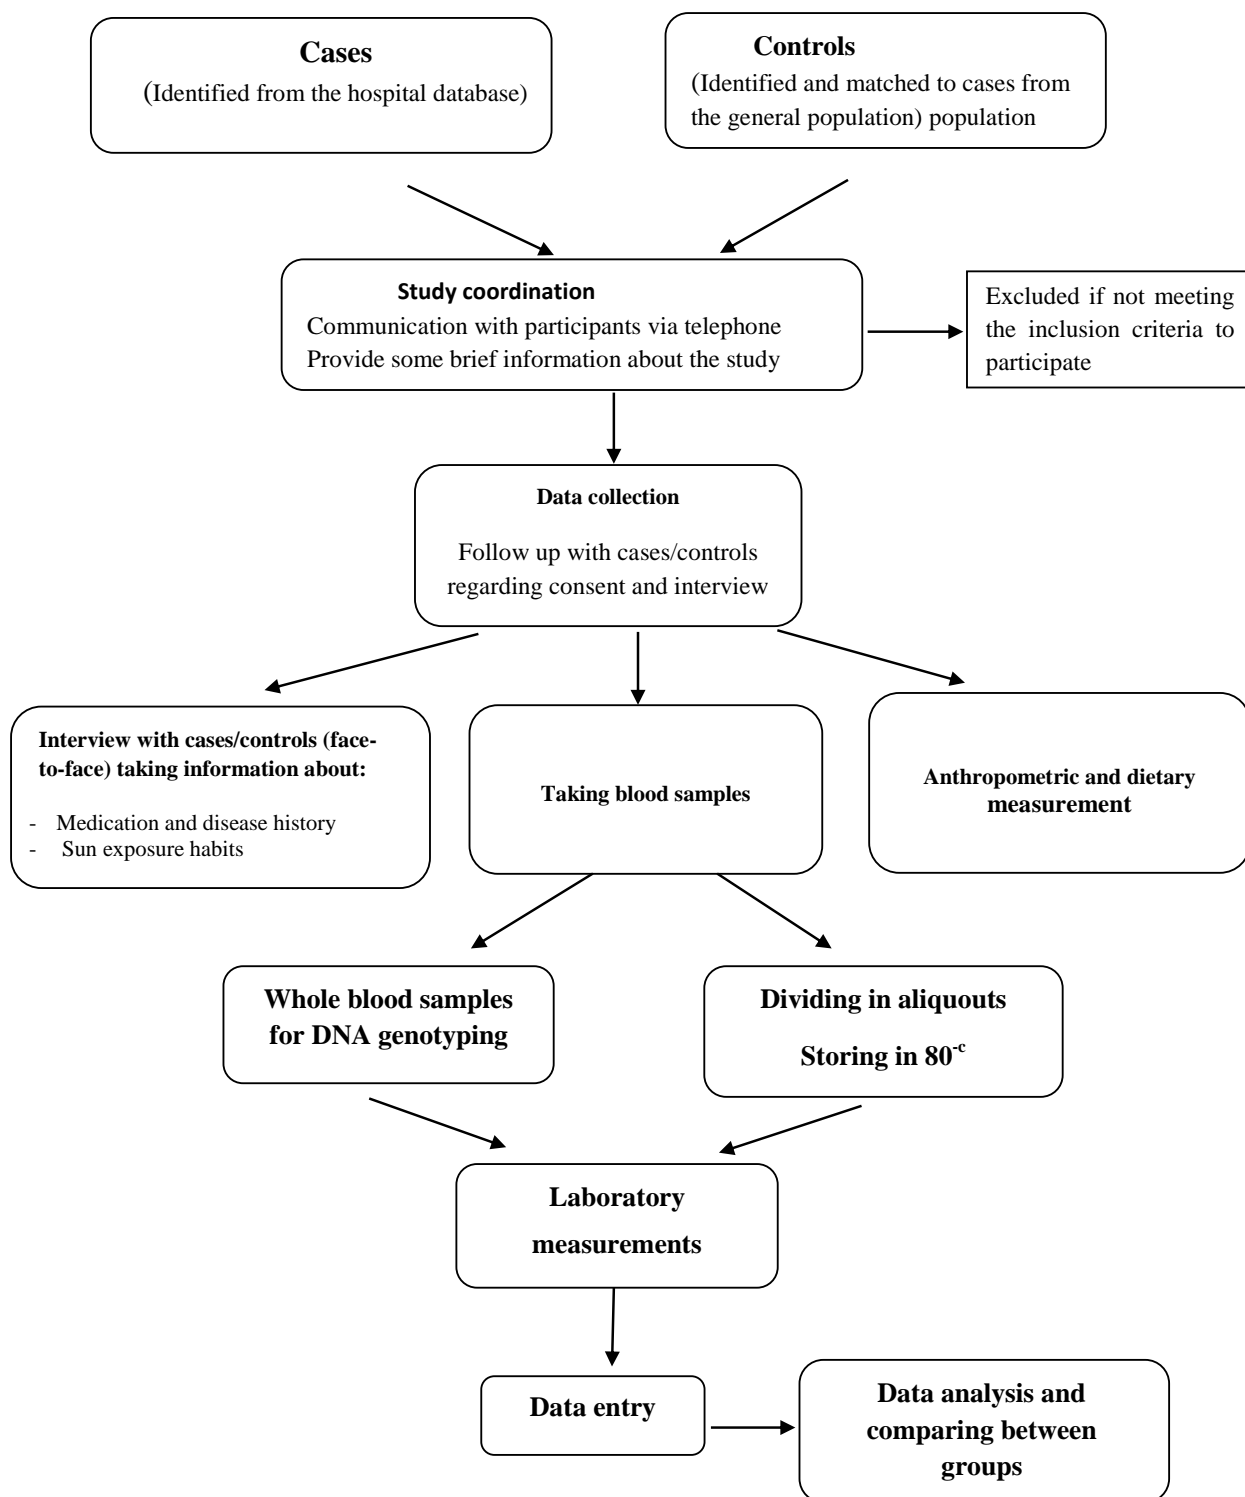 Cases
(Identified from the hospital database)
Controls
(Identified and matched to cases from
the general population) population
Study coordination
Communication with participants via telephone
Provide some brief information about the study
Excluded if not meeting
the inclusion criteria to
participate
Data collection
Follow up with cases/controls
regarding consent and interview
Interview with cases/controls (face-
to-face) taking information about:
- Medication and disease history
- Sun exposure habits
Taking blood samples
Anthropometric and dietary
measurement
Whole blood samples
for DNA genotyping
Dividing in aliquouts
Storing in 80-c
Laboratory
measurements
Data entry
Data analysis and
comparing between
groups